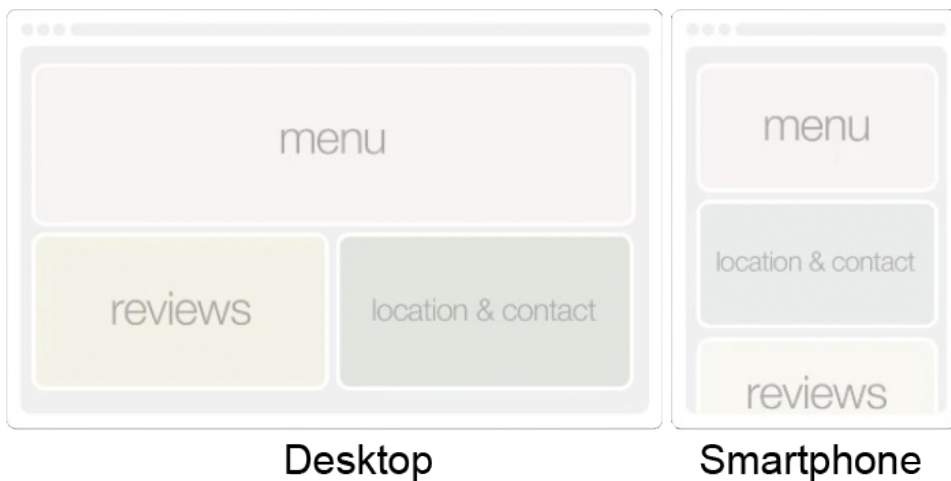 menu
reviews
location & contact
Desktop
menu
location & contact
reviews
Smartphone